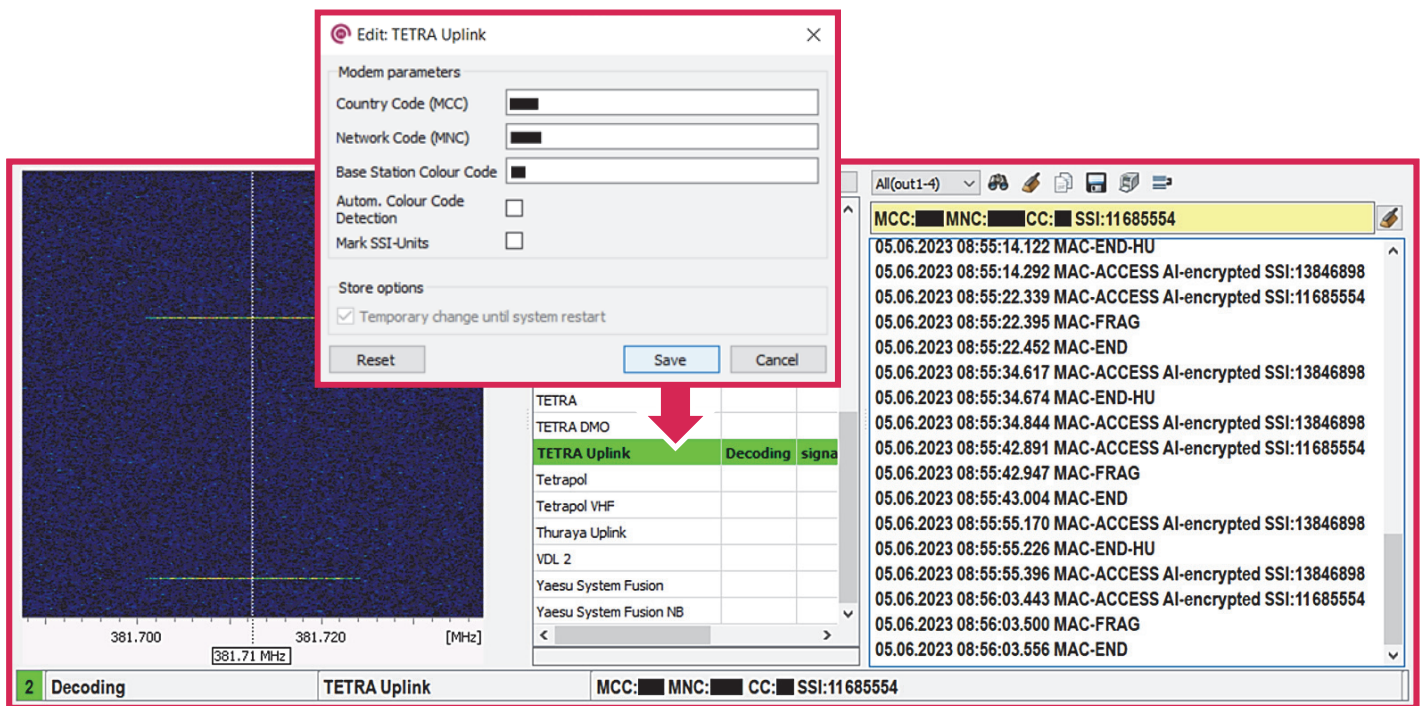 Edit: TETRA Uplink
Modem parameters
Country Code (MCC)
Network Code (MNC)
Base Station Colour Code
Autom. Colour Code
Detection
Mark SSI-Units
Store options
Temporary change until system restart
Reset
Save
Cancel
381.700
381.720
[MHz]
381.71 MHz
TETRA
TETRA DMO
TETRA Uplink Decoding signa
Tetrapol
Tetrapol VHF
Thuraya Uplink
VDL 2
Yaesu System Fusion
Yaesu System Fusion NB
All(out1-4)
MCC: MNC: CC: SSI:11685554
05.06.2023 08:55:14.122 MAC-END-HU
05.06.2023 08:55:14.292 MAC-ACCESS AI-encrypted SSI:13846898
05.06.2023 08:55:22.339 MAC-ACCESS AI-encrypted SSI:11685554
05.06.2023 08:55:22.395 MAC-FRAG
05.06.2023 08:55:22.452 MAC-END
05.06.2023 08:55:34.617 MAC-ACCESS AI-encrypted SSI:13846898
05.06.2023 08:55:34.674 MAC-END-HU
05.06.2023 08:55:34.844 MAC-ACCESS AI-encrypted SSI:13846898
05.06.2023 08:55:42.891 MAC-ACCESS AI-encrypted SSI:11685554
05.06.2023 08:55:42.947 MAC-FRAG
05.06.2023 08:55:43.004 MAC-END
05.06.2023 08:55:55.170 MAC-ACCESS AI-encrypted SSI:13846898
05.06.2023 08:55:55.226 MAC-END-HU
05.06.2023 08:55:55.396 MAC-ACCESS AI-encrypted SSI:13846898
05.06.2023 08:56:03.443 MAC-ACCESS AI-encrypted SSI:11685554
05.06.2023 08:56:03.500 MAC-FRAG
05.06.2023 08:56:03.556 MAC-END
2 Decoding
TETRA Uplink
MCC: MNC: CC: SSI:11685554